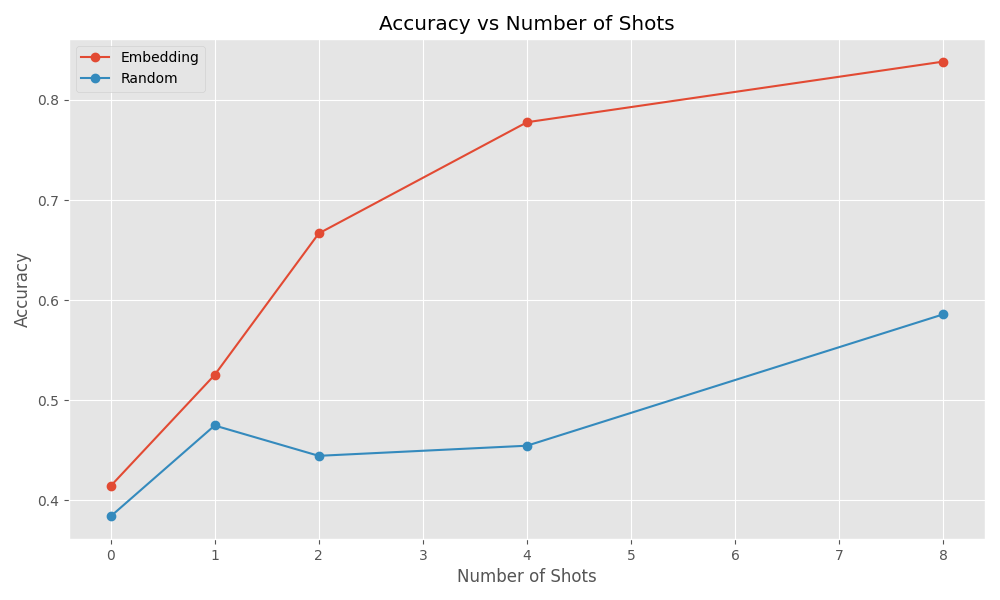 Accuracy vs Number of Shots
Embedding
Random
Accuracy
0.8
0.7
0.6
0.5
0.4
0 1 2 3 4 5 6 7 8
Number of Shots